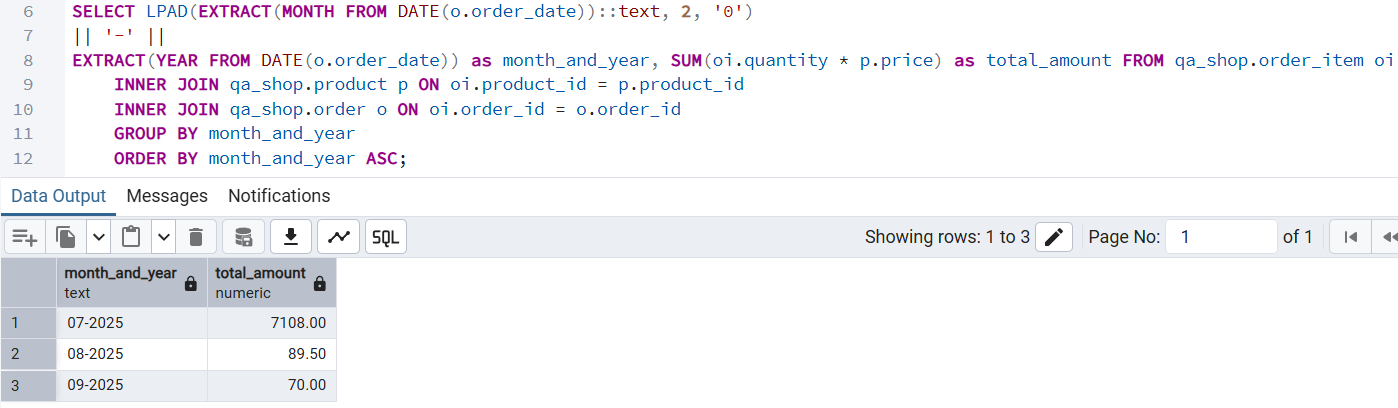 6 SELECT LPAD(EXTRACT(MONTH FROM DATE(o.order_date))::text, 2, '0')
7 || '-' ||
8 EXTRACT(YEAR FROM DATE(o.order_date)) as month_and_year, SUM(oi.quantity * p.price) as total_amount FROM qa_shop.order_item oi
9 INNER JOIN qa_shop.product p ON oi.product_id = p.product_id
10 INNER JOIN qa_shop.order o ON oi.order_id = o.order_id
11 GROUP BY month_and_year
12 ORDER BY month_and_year ASC;
Data Output Messages Notifications
SQL Showing rows: 1 to 3 Page No: 1 of 1
month_and_year total_amount
text numeric
1 07-2025 7108.00
2 08-2025 89.50
3 09-2025 70.00